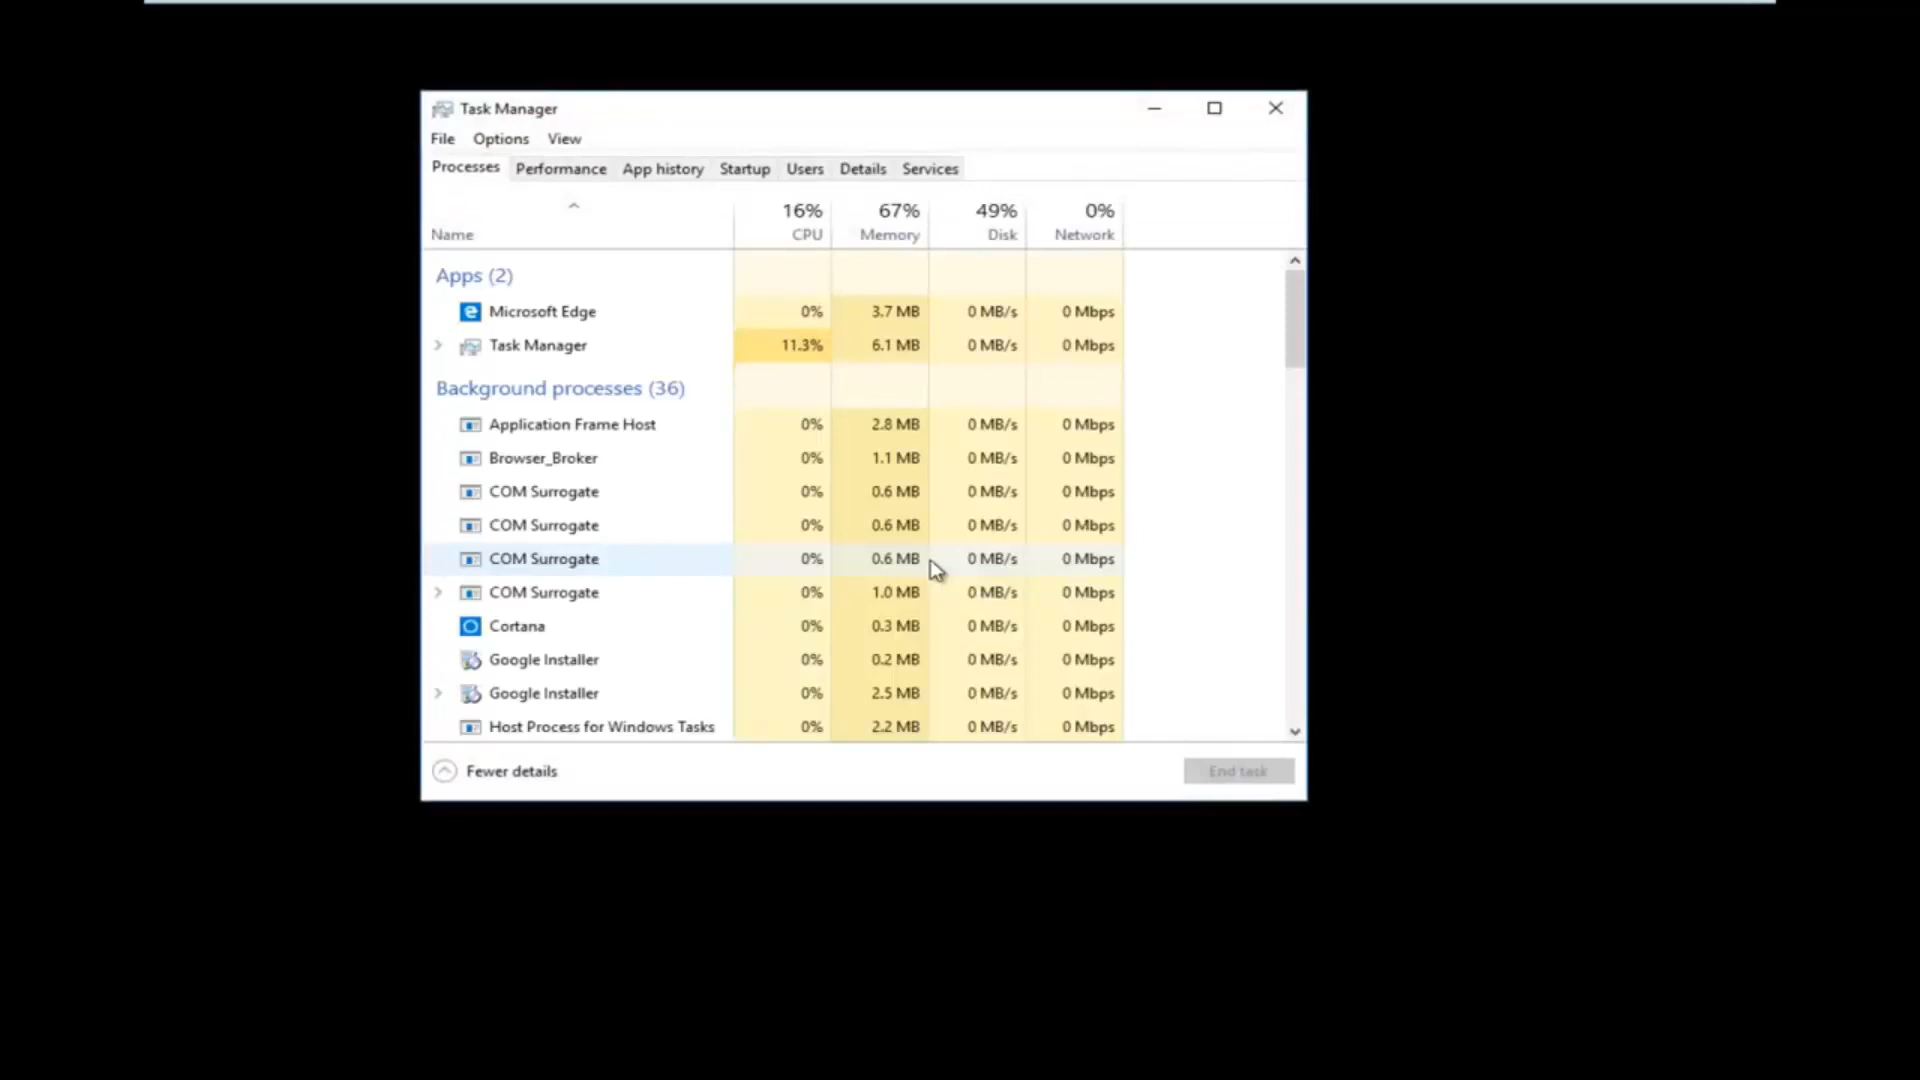 Task Manager
File Options View
Processes Performance App history Startup Users Details Services
16% 67% 49% 0%
Name CPU Memory Disk Network
Apps (2)
Microsoft Edge 0% 3.7 MB 0 MB/s 0 Mbps
Task Manager 11.3% 6.1 MB 0 MB/s 0 Mbps
Background processes (36)
Application Frame Host 0% 2.8 MB 0 MB/s 0 Mbps
Browser_Broker 0% 1.1 MB 0 MB/s 0 Mbps
COM Surrogate 0% 0.6 MB 0 MB/s 0 Mbps
COM Surrogate 0% 0.6 MB 0 MB/s 0 Mbps
COM Surrogate 0% 0.6 MB 0 MB/s 0 Mbps
COM Surrogate 0% 1.0 MB 0 MB/s 0 Mbps
Cortana 0% 0.3 MB 0 MB/s 0 Mbps
Google Installer 0% 0.2 MB 0 MB/s 0 Mbps
Google Installer 0% 2.5 MB 0 MB/s 0 Mbps
Host Process for Windows Tasks 0% 2.2 MB 0 MB/s 0 Mbps
Fewer details End task